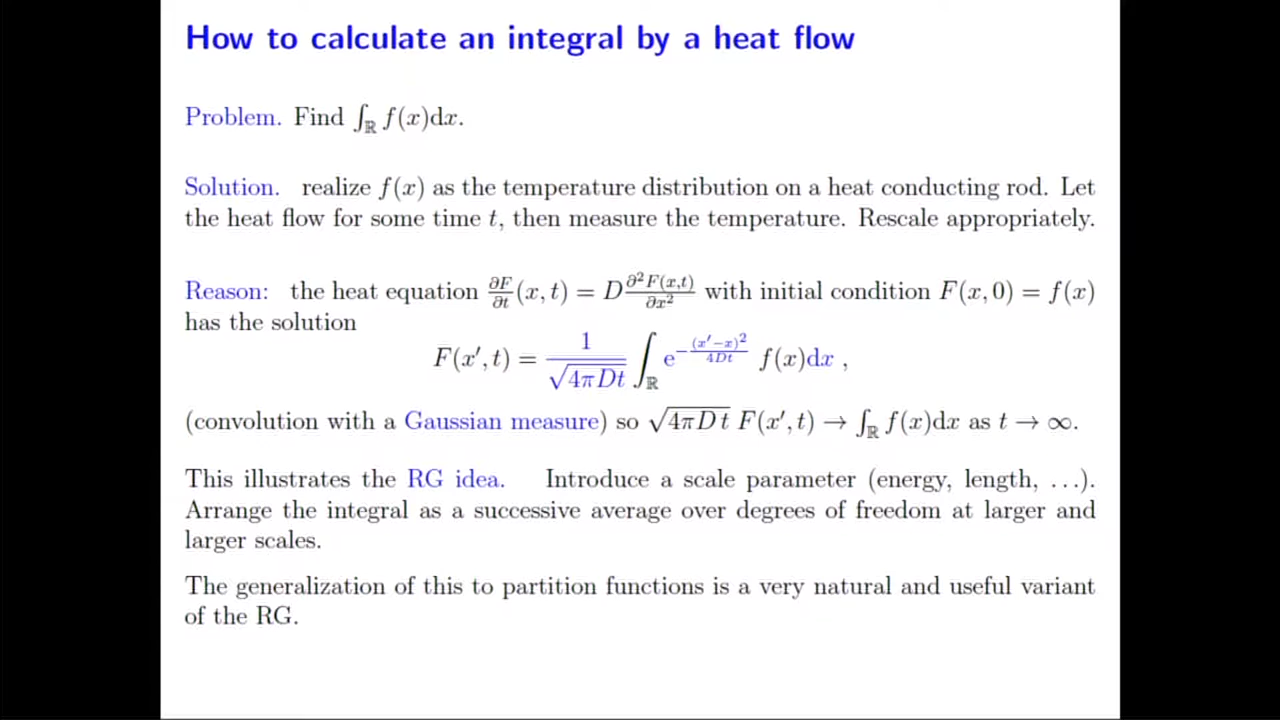 How to calculate an integral by a heat flow
Problem. Find ∫_ℝ f(x)dx.
Solution. realize f(x) as the temperature distribution on a heat conducting rod. Let
the heat flow for some time t, then measure the temperature. Rescale appropriately.
Reason: the heat equation ∂F/∂t (x, t) = D ∂²F(x,t)/∂x² with initial condition F(x, 0) = f(x)
has the solution
F(x′, t) = 1/√(4πDt) ∫_ℝ e^{−(x′−x)²/4Dt} f(x)dx ,
(convolution with a Gaussian measure) so √(4πDt) F(x′, t) → ∫_ℝ f(x)dx as t → ∞.
This illustrates the RG idea. Introduce a scale parameter (energy, length, ...).
Arrange the integral as a successive average over degrees of freedom at larger and
larger scales.
The generalization of this to partition functions is a very natural and useful variant
of the RG.